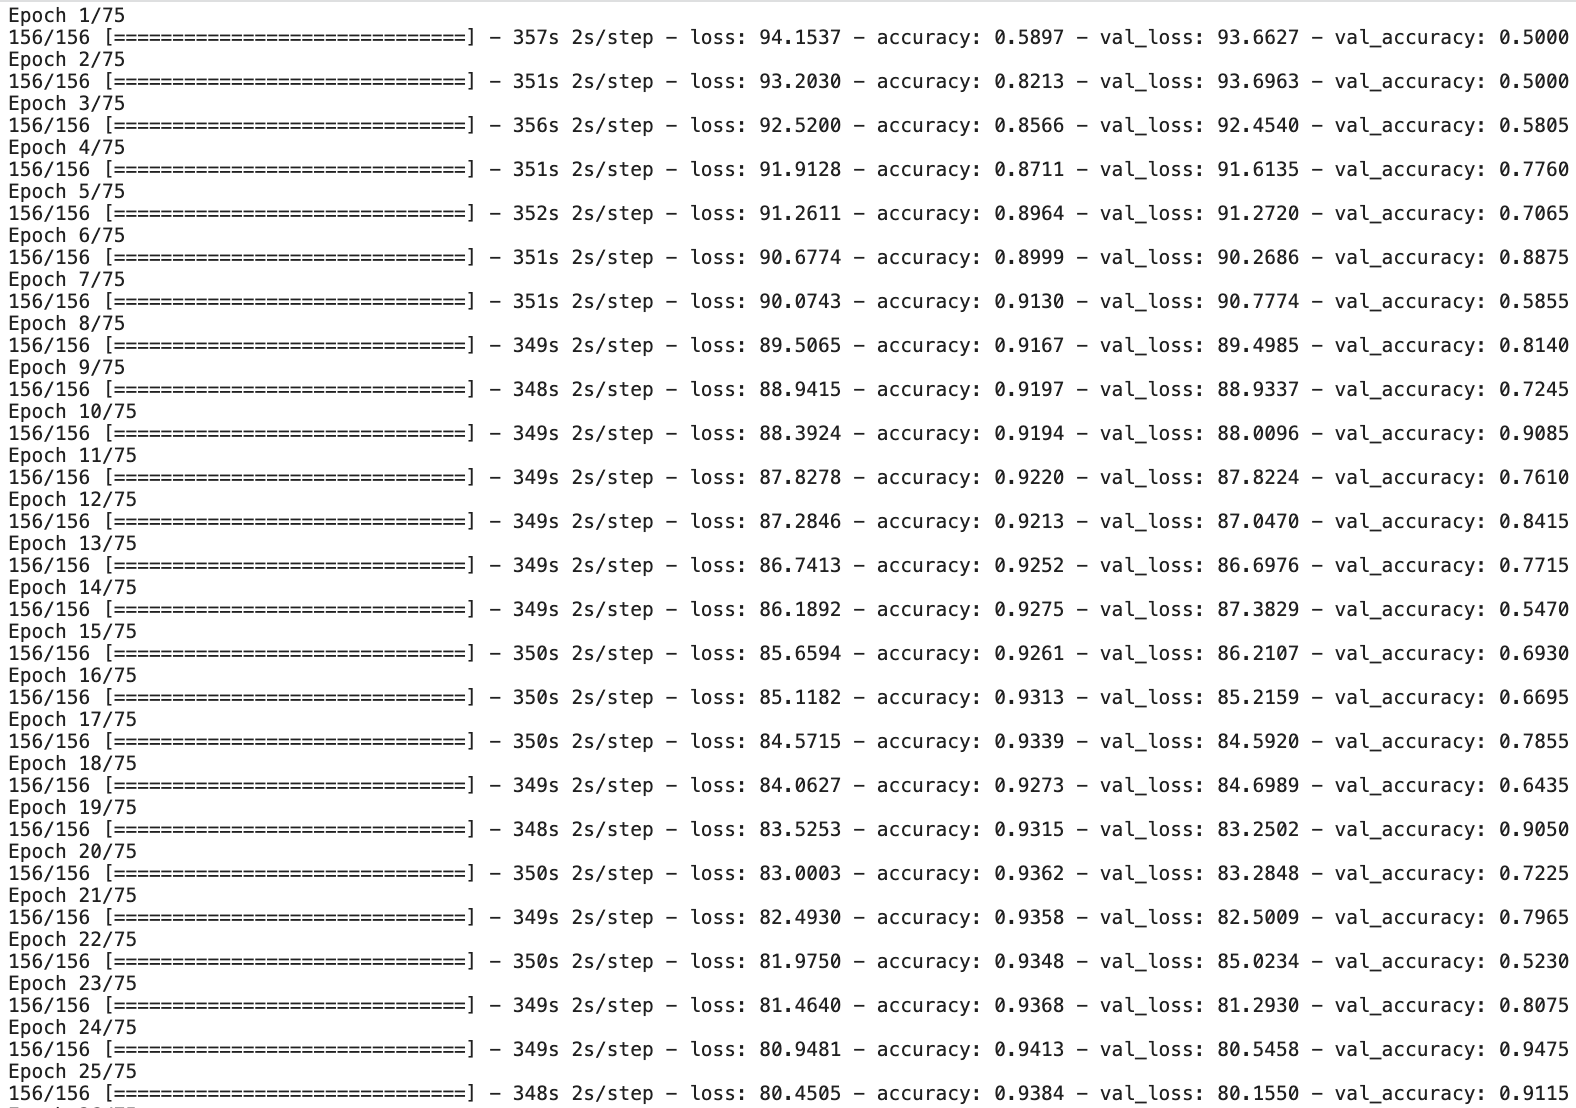 Epoch 1/75
156/156 [==============================] - 357s 2s/step - loss: 94.1537 - accuracy: 0.5897 - val_loss: 93.6627 - val_accuracy: 0.5000
Epoch 2/75
156/156 [==============================] - 351s 2s/step - loss: 93.2030 - accuracy: 0.8213 - val_loss: 93.6963 - val_accuracy: 0.5000
Epoch 3/75
156/156 [==============================] - 356s 2s/step - loss: 92.5200 - accuracy: 0.8566 - val_loss: 92.4540 - val_accuracy: 0.5805
Epoch 4/75
156/156 [==============================] - 351s 2s/step - loss: 91.9128 - accuracy: 0.8711 - val_loss: 91.6135 - val_accuracy: 0.7760
Epoch 5/75
156/156 [==============================] - 352s 2s/step - loss: 91.2611 - accuracy: 0.8964 - val_loss: 91.2720 - val_accuracy: 0.7065
Epoch 6/75
156/156 [==============================] - 351s 2s/step - loss: 90.6774 - accuracy: 0.8999 - val_loss: 90.2686 - val_accuracy: 0.8875
Epoch 7/75
156/156 [==============================] - 351s 2s/step - loss: 90.0743 - accuracy: 0.9130 - val_loss: 90.7774 - val_accuracy: 0.5855
Epoch 8/75
156/156 [==============================] - 349s 2s/step - loss: 89.5065 - accuracy: 0.9167 - val_loss: 89.4985 - val_accuracy: 0.8140
Epoch 9/75
156/156 [==============================] - 348s 2s/step - loss: 88.9415 - accuracy: 0.9197 - val_loss: 88.9337 - val_accuracy: 0.7245
Epoch 10/75
156/156 [==============================] - 349s 2s/step - loss: 88.3924 - accuracy: 0.9194 - val_loss: 88.0096 - val_accuracy: 0.9085
Epoch 11/75
156/156 [==============================] - 349s 2s/step - loss: 87.8278 - accuracy: 0.9220 - val_loss: 87.8224 - val_accuracy: 0.7610
Epoch 12/75
156/156 [==============================] - 349s 2s/step - loss: 87.2846 - accuracy: 0.9213 - val_loss: 87.0470 - val_accuracy: 0.8415
Epoch 13/75
156/156 [==============================] - 349s 2s/step - loss: 86.7413 - accuracy: 0.9252 - val_loss: 86.6976 - val_accuracy: 0.7715
Epoch 14/75
156/156 [==============================] - 349s 2s/step - loss: 86.1892 - accuracy: 0.9275 - val_loss: 87.3829 - val_accuracy: 0.5470
Epoch 15/75
156/156 [==============================] - 350s 2s/step - loss: 85.6594 - accuracy: 0.9261 - val_loss: 86.2107 - val_accuracy: 0.6930
Epoch 16/75
156/156 [==============================] - 350s 2s/step - loss: 85.1182 - accuracy: 0.9313 - val_loss: 85.2159 - val_accuracy: 0.6695
Epoch 17/75
156/156 [==============================] - 350s 2s/step - loss: 84.5715 - accuracy: 0.9339 - val_loss: 84.5920 - val_accuracy: 0.7855
Epoch 18/75
156/156 [==============================] - 349s 2s/step - loss: 84.0627 - accuracy: 0.9273 - val_loss: 84.6989 - val_accuracy: 0.6435
Epoch 19/75
156/156 [==============================] - 348s 2s/step - loss: 83.5253 - accuracy: 0.9315 - val_loss: 83.2502 - val_accuracy: 0.9050
Epoch 20/75
156/156 [==============================] - 350s 2s/step - loss: 83.0003 - accuracy: 0.9362 - val_loss: 83.2848 - val_accuracy: 0.7225
Epoch 21/75
156/156 [==============================] - 349s 2s/step - loss: 82.4930 - accuracy: 0.9358 - val_loss: 82.5009 - val_accuracy: 0.7965
Epoch 22/75
156/156 [==============================] - 350s 2s/step - loss: 81.9750 - accuracy: 0.9348 - val_loss: 85.0234 - val_accuracy: 0.5230
Epoch 23/75
156/156 [==============================] - 349s 2s/step - loss: 81.4640 - accuracy: 0.9368 - val_loss: 81.2930 - val_accuracy: 0.8075
Epoch 24/75
156/156 [==============================] - 349s 2s/step - loss: 80.9481 - accuracy: 0.9413 - val_loss: 80.5458 - val_accuracy: 0.9475
Epoch 25/75
156/156 [==============================] - 348s 2s/step - loss: 80.4505 - accuracy: 0.9384 - val_loss: 80.1550 - val_accuracy: 0.9115